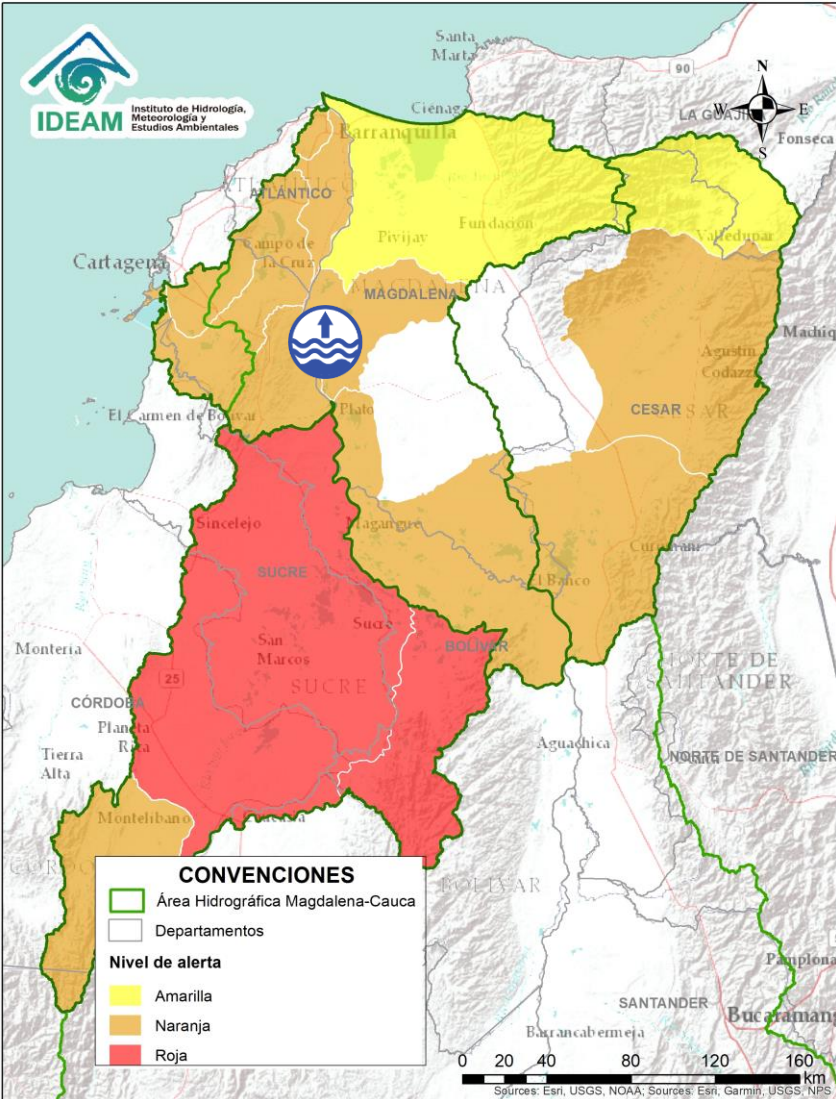 Santa
Marta
90
N
Ciénaga
W
E
LA GUAJIRA
IDEAM
Instituto de Hidrología,
Meteorología y
Estudios Ambientales
S
Fonseca
Barranquilla
ATLÁNTICO
Pivijay
Fundación
Valledupar
Campo de
la Cruz
Cartagena
MAGDALENA
Machiq
Agustín
Codazzi
El Carmen de Bolívar
Plato
CESAR
CESAR
Sincelejo
Magangué
Curumaní
SUCRE
El Banco
Sucre
San
Marcos
BOLÍVAR
Montería
SUCRE
NORTE DE
SANTANDER
25
CÓRDOBA
Planeta
Rica
Aguachica
Tierra
Alta
NORTE DE SANTANDER
Montelíbano
CONVENCIONES
Área Hidrográfica Magdalena-Cauca
Departamentos
Nivel de alerta
Amarilla
Naranja
Roja
BOLÍVAR
Pamplona
SANTANDER
Bucaramang
Barrancabermeja
0 20 40 80 120 160
km
Sources: Esri, USGS, NOAA; Sources: Esri, Garmin, USGS, NPS